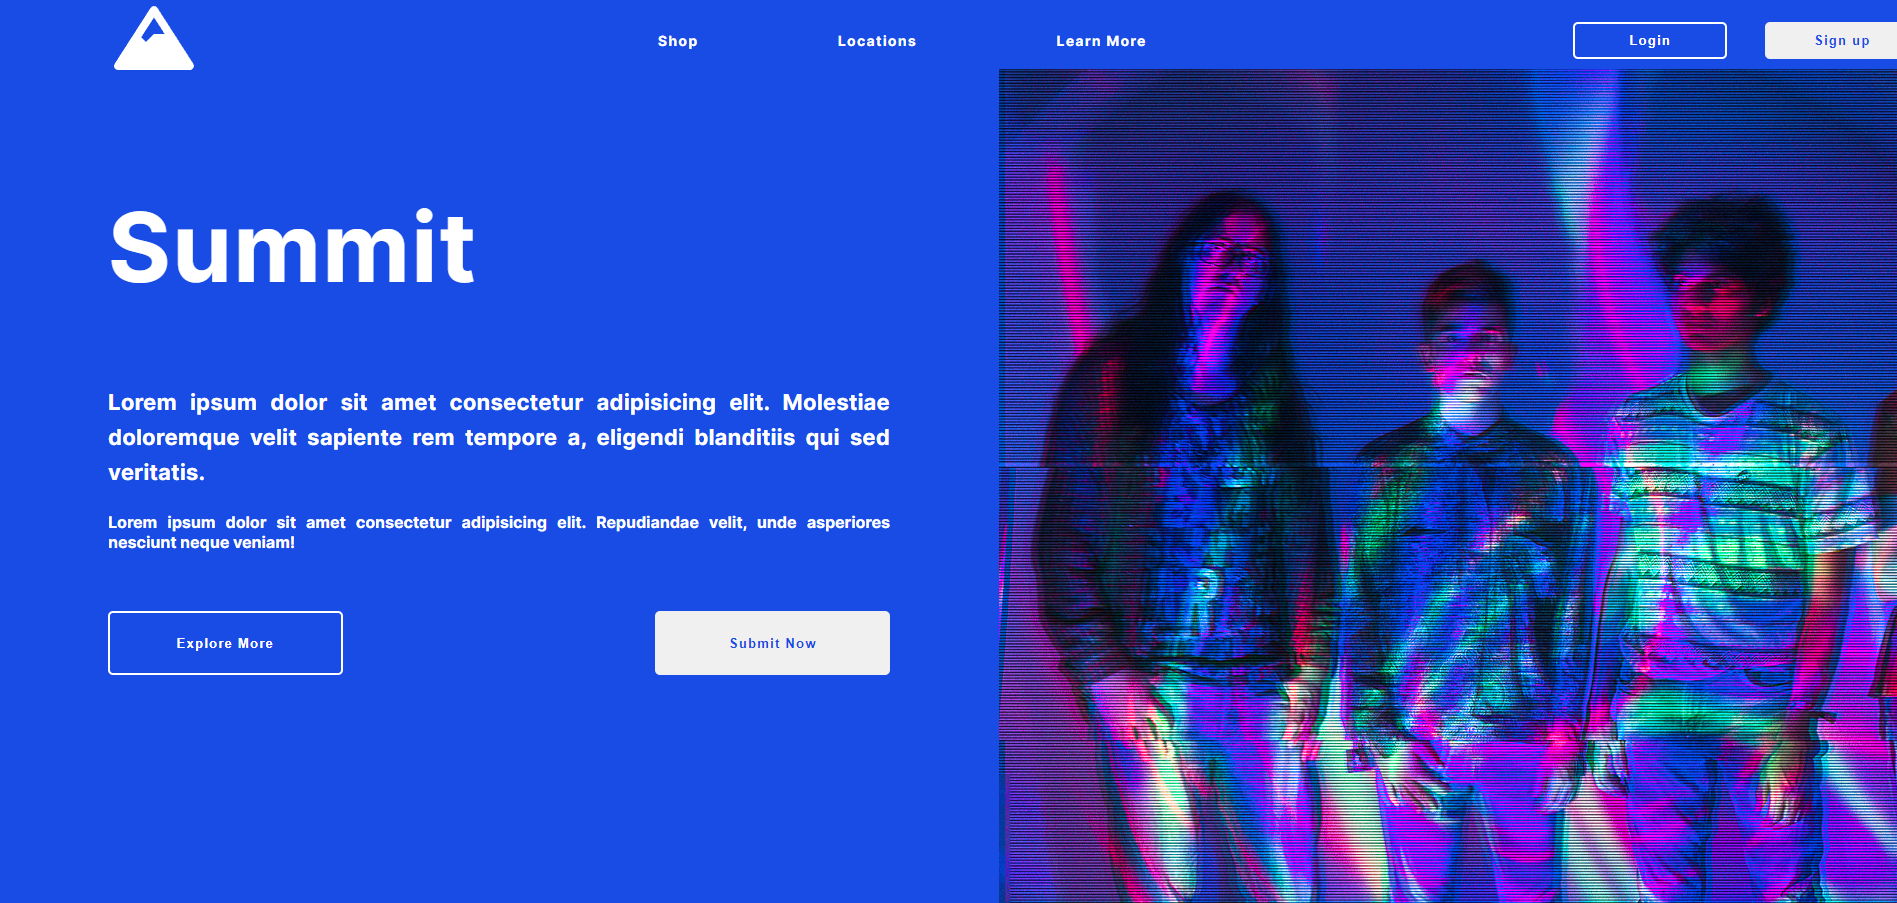 Shop
Locations
Learn More
Login
Sign up
Summit
Lorem ipsum dolor sit amet consectetur adipisicing elit. Molestiae
doloremque velit sapiente rem tempore a, eligendi blanditiis qui sed
veritatis.
Lorem ipsum dolor sit amet consectetur adipisicing elit. Repudiandae velit, unde asperiores
nesciunt neque veniam!
Explore More
Submit Now
R